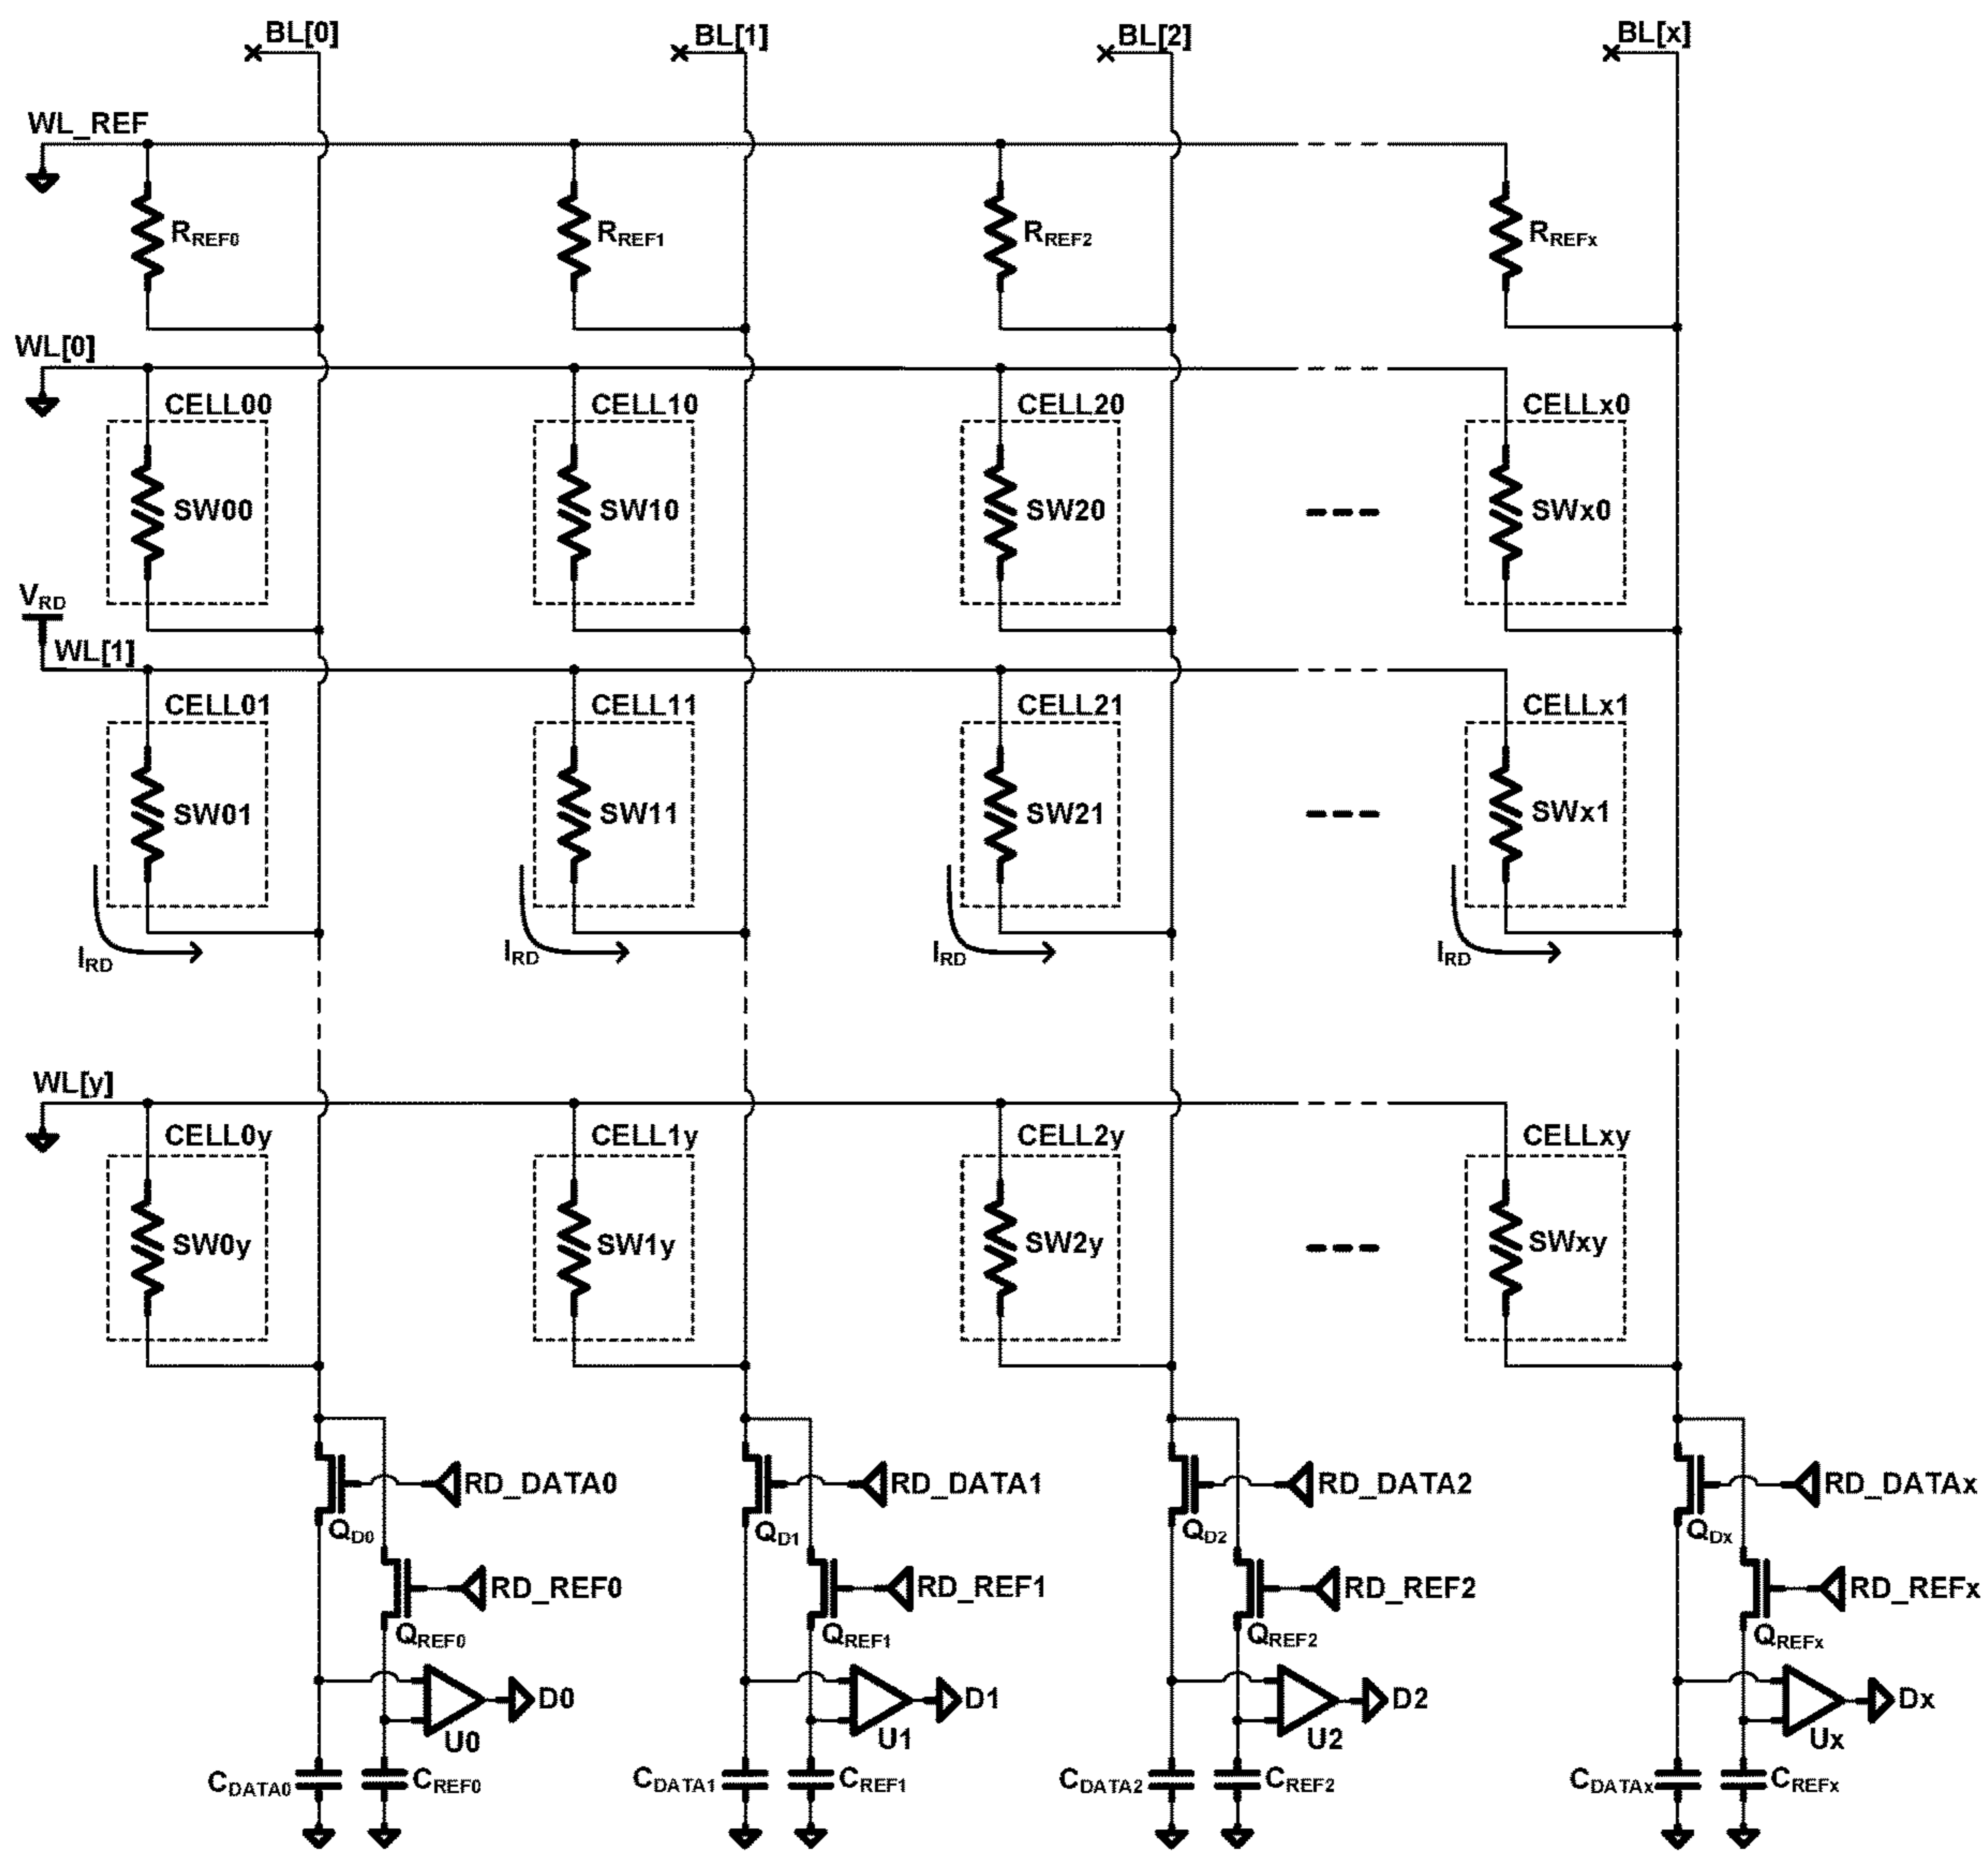 BL[0] BL[1] BL[2] BL[x]
WL_REF
RREF0 RREF1 RREF2 RREFx
WL[0]
CELL00 CELL10 CELL20 CELLx0
SW00 SW10 SW20 SWx0
VRD
WL[1]
CELL01 CELL11 CELL21 CELLx1
SW01 SW11 SW21 SWx1
IRD IRD IRD IRD
WL[y]
CELL0y CELL1y CELL2y CELLxy
SW0y SW1y SW2y SWxy
RD_DATA0 RD_DATA1 RD_DATA2 RD_DATAx
QD0 QD1 QD2 QDx
RD_REF0 RD_REF1 RD_REF2 RD_REFx
QREF0 QREF1 QREF2 QREFx
D0 D1 D2 Dx
U0 U1 U2 Ux
CDATA0 CREF0 CDATA1 CREF1 CDATA2 CREF2 CDATAx CREFx